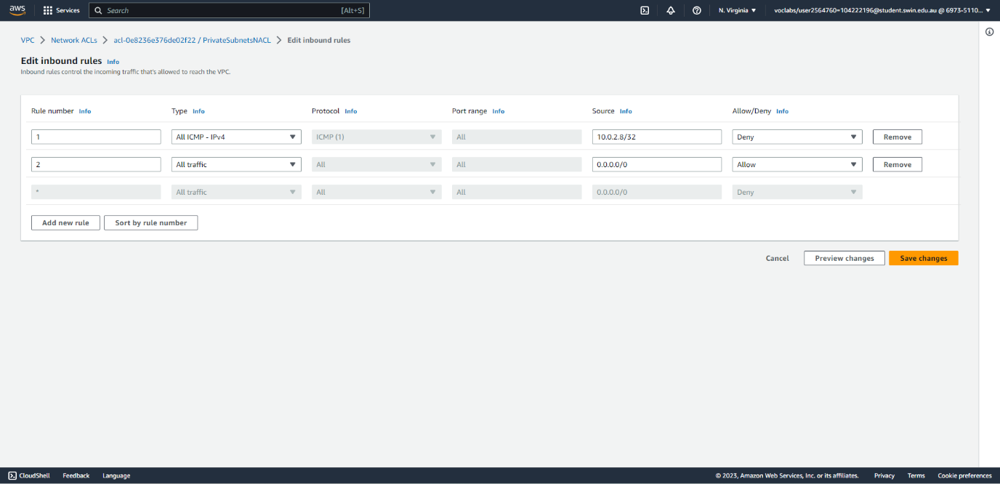 aws Services Search [Alt+S] N. Virginia voclabs/user2564760=104222196@student.swin.edu.au @ 6973-5110...
VPC Network ACLs acl-0e8236e376de02f22 / PrivateSubnetsNACL Edit inbound rules
Edit inbound rules Info
Inbound rules control the incoming traffic that's allowed to reach the VPC.
Rule number Info Type Info Protocol Info Port range Info Source Info Allow/Deny Info
1 All ICMP - IPv4 ICMP (1) All 10.0.2.8/32 Deny Remove
2 All traffic All All 0.0.0.0/0 Allow Remove
* All traffic All All 0.0.0.0/0 Deny
Add new rule Sort by rule number
Cancel Preview changes Save changes
CloudShell Feedback Language © 2023, Amazon Web Services, Inc. or its affiliates. Privacy Terms Cookie preferences